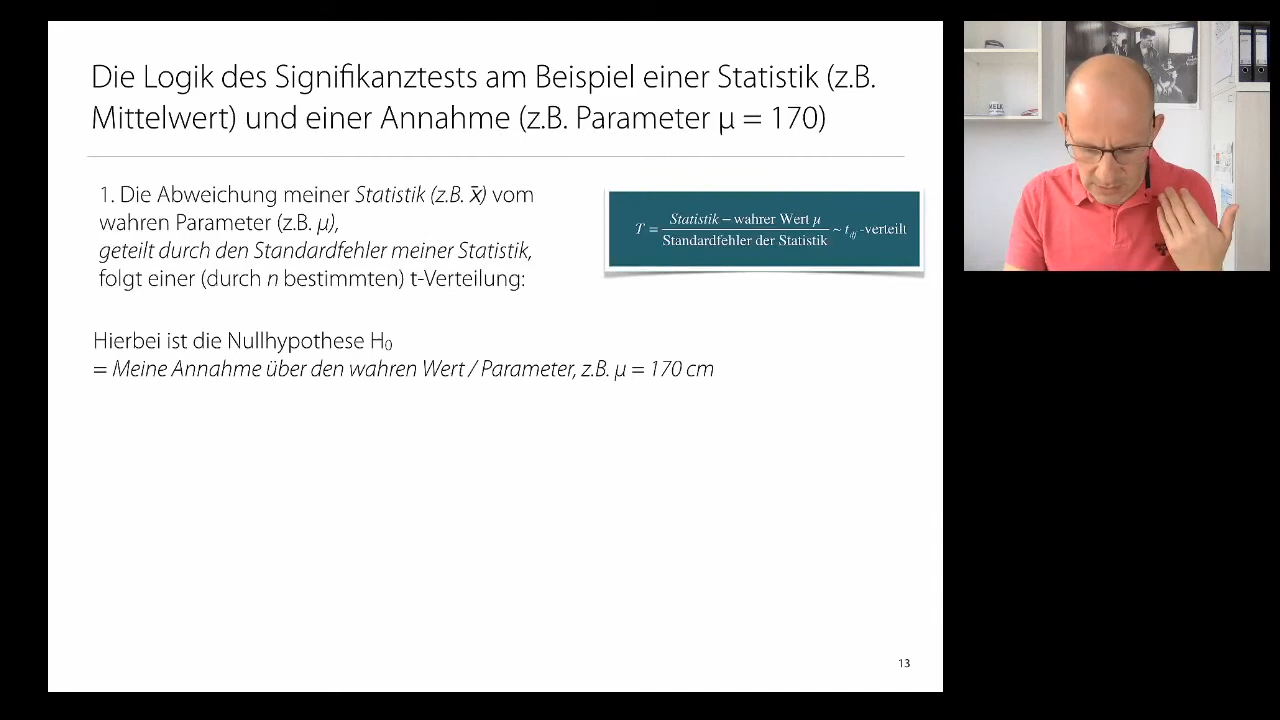 Die Logik des Signifikanztests am Beispiel einer Statistik (z.B.
Mittelwert) und einer Annahme (z.B. Parameter µ = 170)
1. Die Abweichung meiner Statistik (z.B. x̄) vom
wahren Parameter (z.B. µ),
geteilt durch den Standardfehler meiner Statistik,
folgt einer (durch n bestimmten) t-Verteilung:
T = Statistik − wahrer Wert µ / Standardfehler der Statistik ~ t_df -verteilt
Hierbei ist die Nullhypothese H₀
= Meine Annahme über den wahren Wert / Parameter, z.B. µ = 170 cm
13